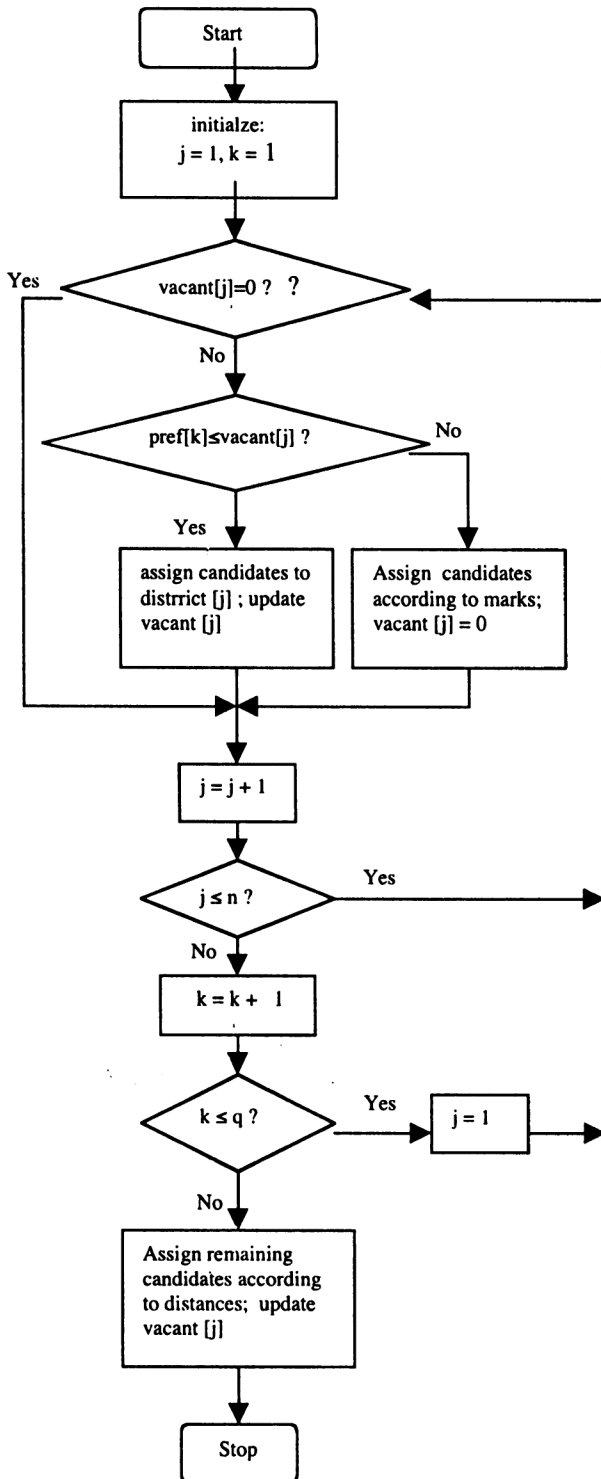 Start
initialze:
j = 1, k = 1
Yes
vacant[j]=0 ? ?
No
pref[k]≤vacant[j] ?
No
Yes
assign candidates to
distrrict [j] ; update
vacant [j]
Assign candidates
according to marks;
vacant [j] = 0
j = j + 1
j ≤ n ?
Yes
No
k = k + 1
k ≤ q ?
Yes
j = 1
No
Assign remaining
candidates according
to distances; update
vacant [j]
Stop